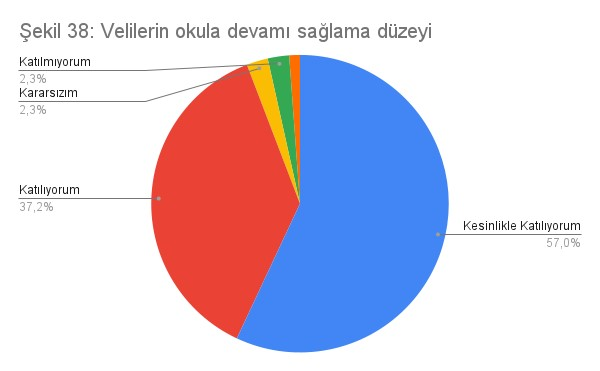 Şekil 38: Velilerin okula devamı sağlama düzeyi
Katılmıyorum
2,3%
Kararsızım
2,3%
Katılıyorum
37,2%
Kesinlikle Katılıyorum
57,0%